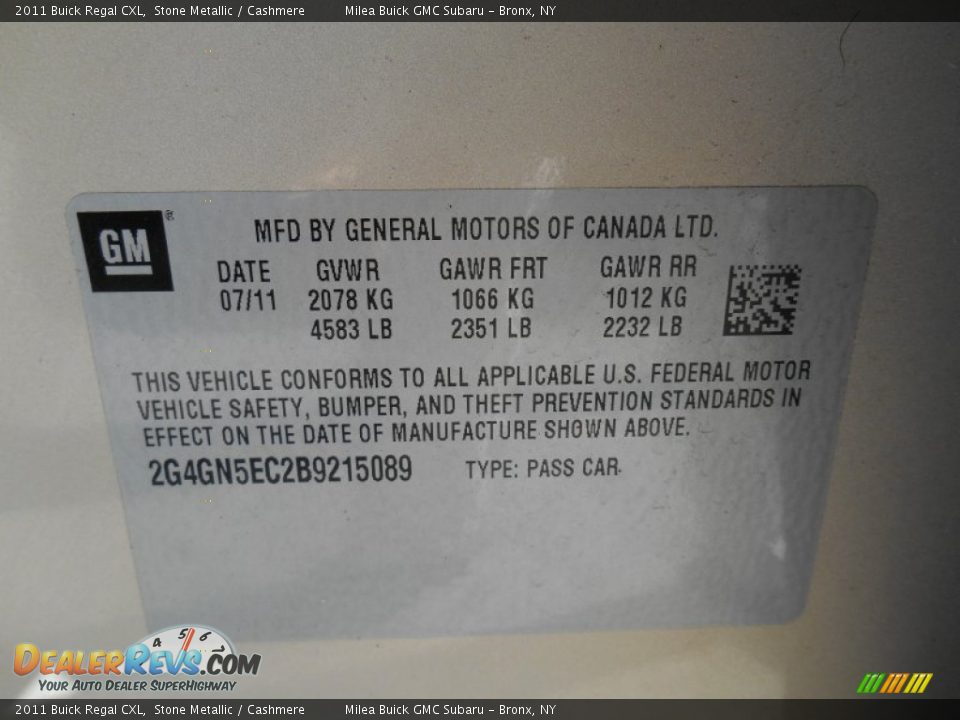 2011 Buick Regal CXL, Stone Metallic / Cashmere Milea Buick GMC Subaru - Bronx, NY
GM ®
MFD BY GENERAL MOTORS OF CANADA LTD.
DATE GVWR GAWR FRT GAWR RR
07/11 2078 KG 1066 KG 1012 KG
4583 LB 2351 LB 2232 LB
THIS VEHICLE CONFORMS TO ALL APPLICABLE U.S. FEDERAL MOTOR
VEHICLE SAFETY, BUMPER, AND THEFT PREVENTION STANDARDS IN
EFFECT ON THE DATE OF MANUFACTURE SHOWN ABOVE.
2G4GN5EC2B9215089 TYPE: PASS CAR
4 5 6
DEALERREVS.COM
YOUR AUTO DEALER SUPERHIGHWAY
2011 Buick Regal CXL, Stone Metallic / Cashmere Milea Buick GMC Subaru - Bronx, NY